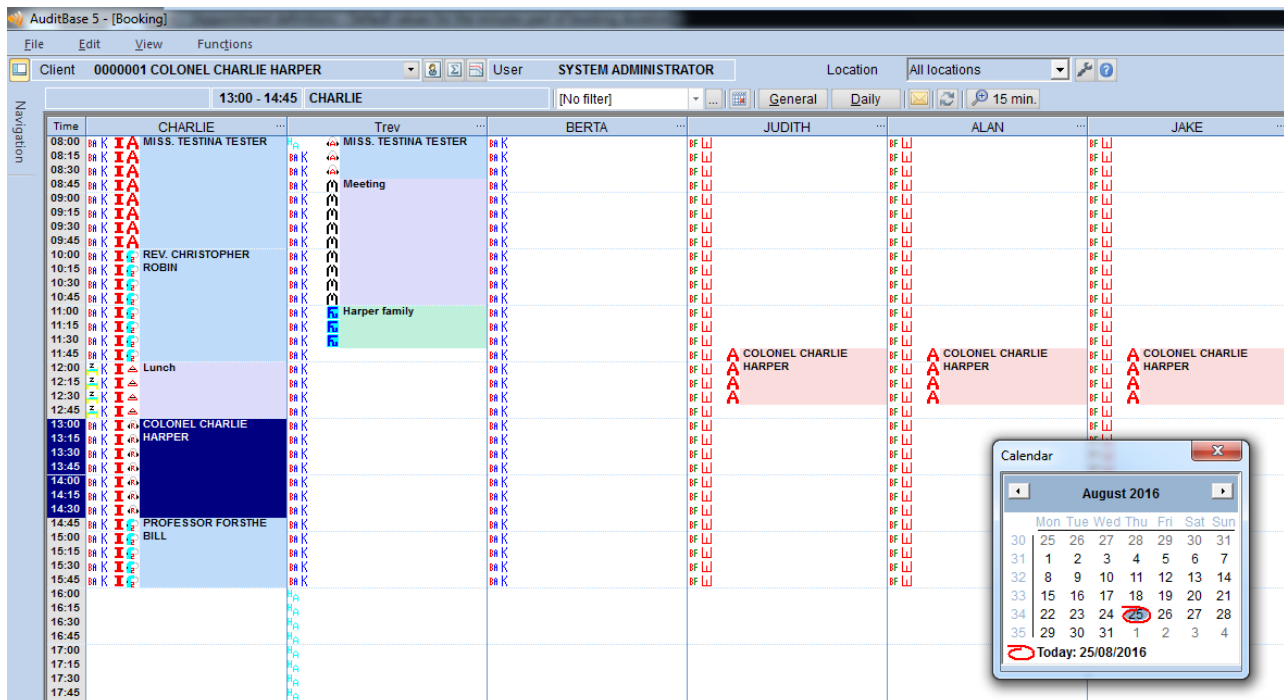 AuditBase 5 - [Booking]
File Edit View Functions
Client 0000001 COLONEL CHARLIE HARPER User SYSTEM ADMINISTRATOR Location All locations
13:00 - 14:45 CHARLIE [No filter] ... General Daily 15 min.
Navigation
Time CHARLIE ... Trev ... BERTA ... JUDITH ... ALAN ... JAKE
08:00 MISS. TESTINA TESTER MISS. TESTINA TESTER
08:15
08:30
08:45 Meeting
09:00
09:15
09:30
09:45
10:00 REV. CHRISTOPHER
10:15 ROBIN
10:30
10:45
11:00 Harper family
11:15
11:30
11:45 COLONEL CHARLIE COLONEL CHARLIE COLONEL CHARLIE
12:00 Lunch HARPER HARPER HARPER
12:15
12:30
12:45
13:00 COLONEL CHARLIE
13:15 HARPER
13:30
13:45
14:00
14:15
14:30
14:45 PROFESSOR FORSTHE
15:00 BILL
15:15
15:30
15:45
16:00
16:15
16:30
16:45
17:00
17:15
17:30
17:45
Calendar
August 2016
Mon Tue Wed Thu Fri Sat Sun
30 25 26 27 28 29 30 31
31 1 2 3 4 5 6 7
32 8 9 10 11 12 13 14
33 15 16 17 18 19 20 21
34 22 23 24 25 26 27 28
35 29 30 31 1 2 3 4
Today: 25/08/2016